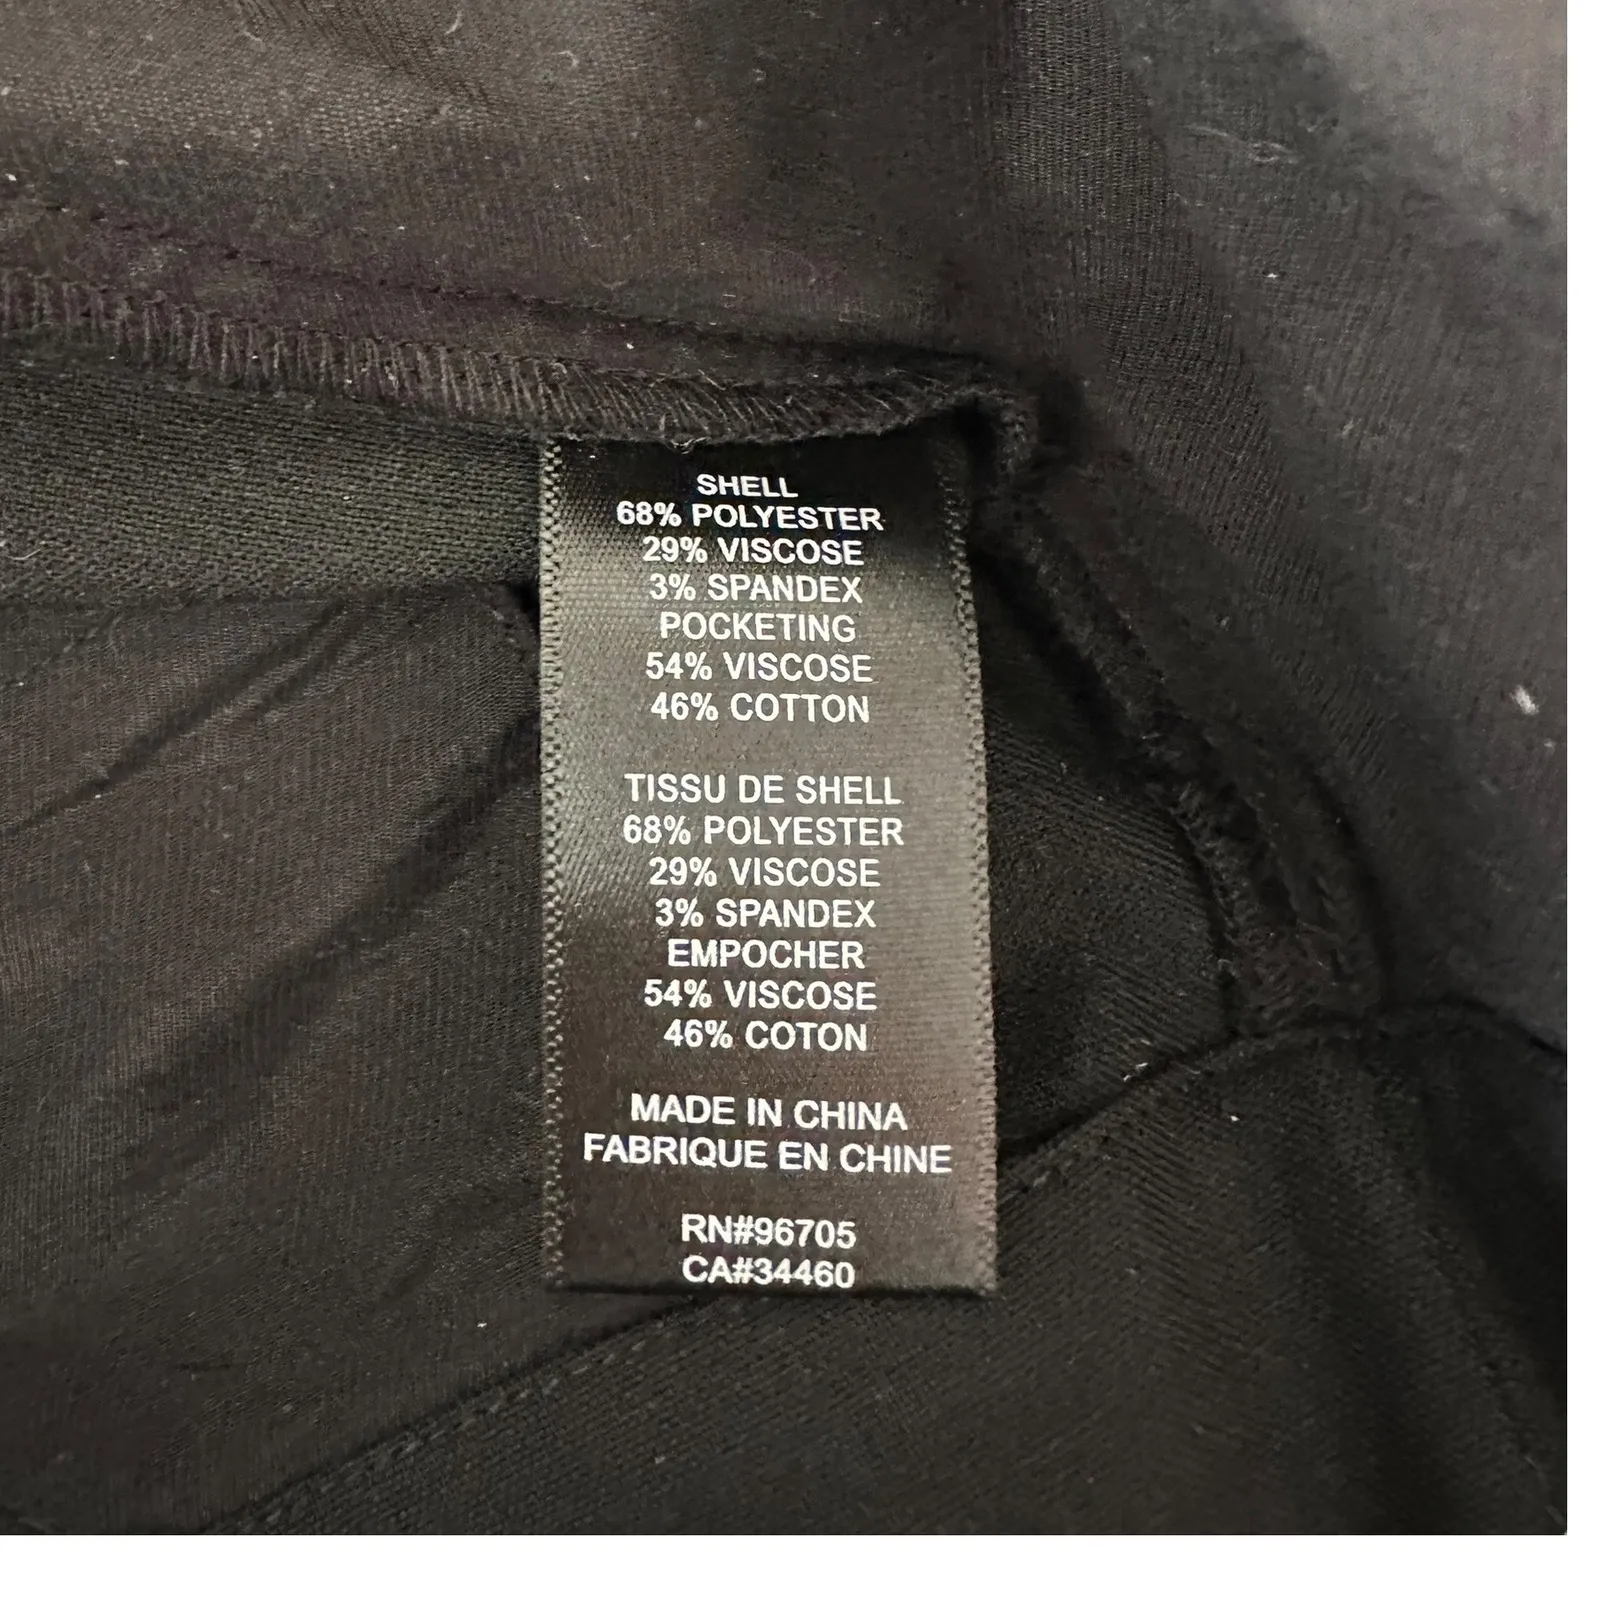 SHELL
68% POLYESTER
29% VISCOSE
3% SPANDEX
POCKETING
54% VISCOSE
46% COTTON
TISSU DE SHELL
68% POLYESTER
29% VISCOSE
3% SPANDEX
EMPOCHER
54% VISCOSE
46% COTON
MADE IN CHINA
FABRIQUE EN CHINE
RN#96705
CA#34460